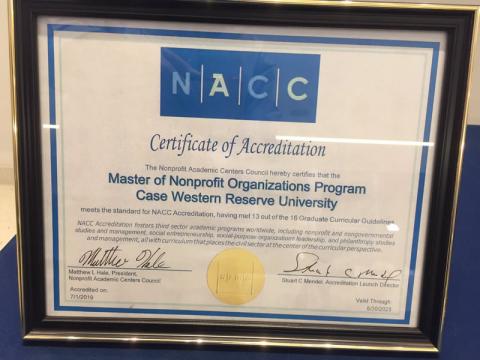 N|A|C|C
Certificate of Accreditation
The Nonprofit Academic Centers Council hereby certifies that the
Master of Nonprofit Organizations Program
Case Western Reserve University
meets the standard for NACC Accreditation, having met 13 out of the 16 Graduate Curricular Guidelines.
NACC Accreditation fosters third sector academic programs worldwide, including nonprofit and nongovernmental
studies and management, social entrepreneurship, social-purpose organization leadership, and philanthropy studies
and management, all with curriculum that places the civil sector at the center of the curricular perspective.
Matthew Hale
Matthew L Hale, President,
Nonprofit Academic Centers Council
Accredited on:
7/1/2019
Stuart C Mendel
Stuart C Mendel, Accreditation Launch Director
Valid Through: